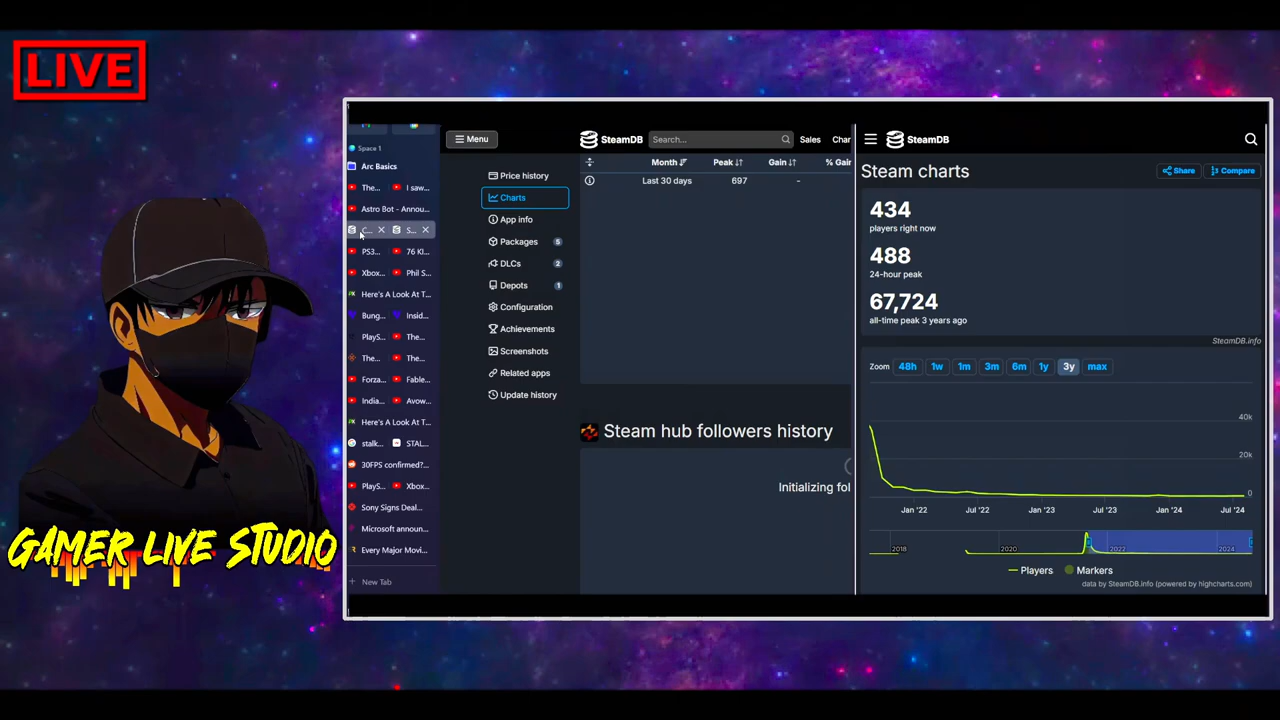 LIVE
GAMER LIVE STUDIO
Space 1
Arc Basics
The...
I saw...
Astro Bot - Annou...
C...
S...
PS3...
76 Kl...
Xbox...
Phil S...
Here's A Look At T...
Bung...
Insid...
PlayS...
The...
The...
The...
Forza...
Fable...
India...
Avow...
Here's A Look At T...
stalk...
STAL...
30FPS confirmed?...
PlayS...
Xbox...
Sony Signs Deal...
Microsoft announ...
Every Major Movi...
New Tab
Menu
SteamDB
Search...
Sales
Char
Price history
Charts
App info
Packages 5
DLCs 2
Depots 1
Configuration
Achievements
Screenshots
Related apps
Update history
Month Peak Gain % Gain
Last 30 days 697 -
Steam hub followers history
Initializing fol
SteamDB
Steam charts
Share
Compare
434
players right now
488
24-hour peak
67,724
all-time peak 3 years ago
SteamDB.info
Zoom 48h 1w 1m 3m 6m 1y 3y max
40k
20k
0
Jan '22 Jul '22 Jan '23 Jul '23 Jan '24 Jul '24
2018 2020 2022 2024
Players Markers
data by SteamDB.info (powered by highcharts.com)